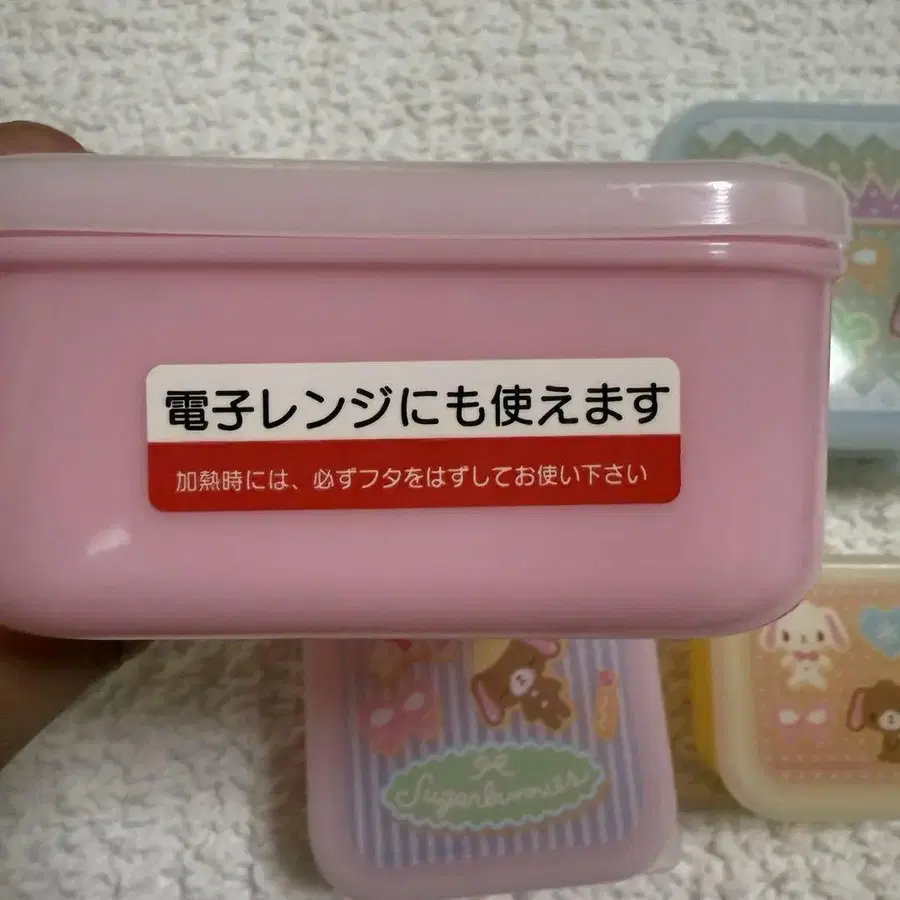 電子レンジにも使えます
加熱時には、必ずフタをはずしてお使い下さい
Sugarbunnies